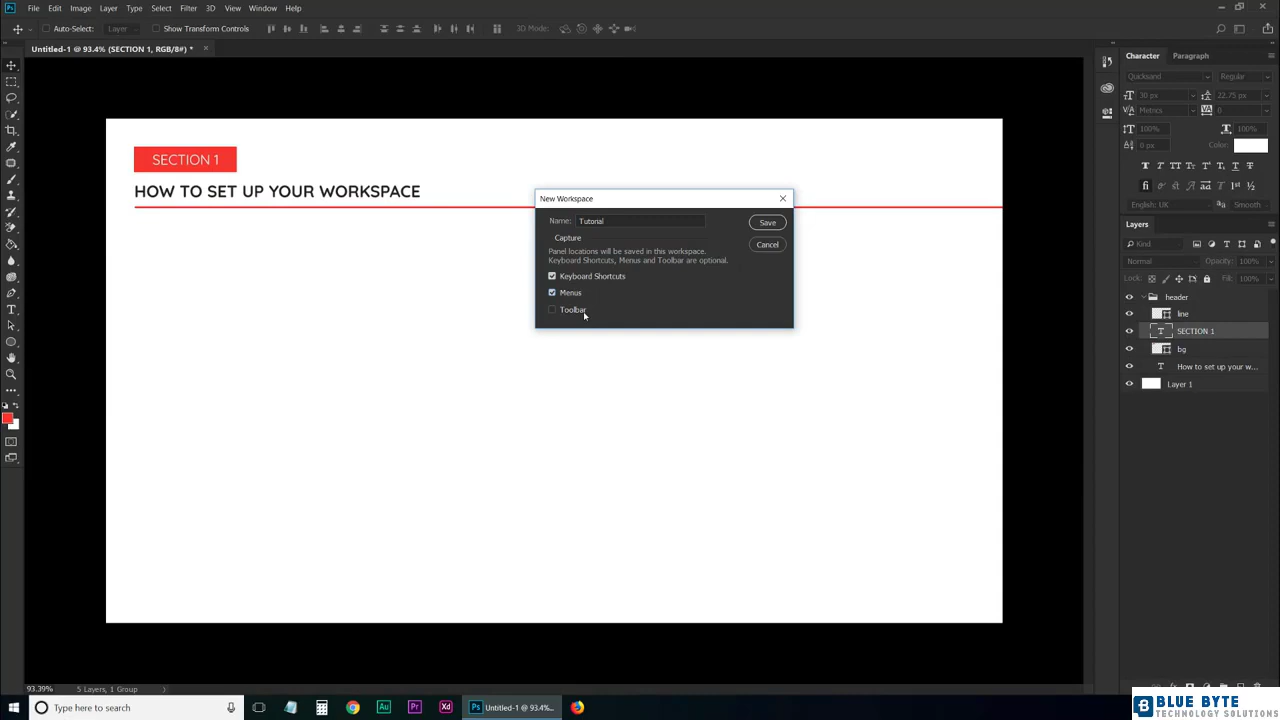 File Edit Image Layer Type Select Filter 3D View Window Help
Auto-Select: Layer Show Transform Controls 3D Mode:
Untitled-1 @ 93.4% (SECTION 1, RGB/8#) *
SECTION 1
HOW TO SET UP YOUR WORKSPACE
New Workspace
Name: Tutorial
Save
Capture
Cancel
Panel locations will be saved in this workspace.
Keyboard Shortcuts, Menus and Toolbar are optional.
Keyboard Shortcuts
Menus
Toolbar
Character Paragraph
Quicksand Regular
30 px 22.75 px
Metrics 0
100% 100%
0 px Color:
English: UK Smooth
Layers
Kind
Normal Opacity: 100%
Lock: Fill: 100%
header
line
SECTION 1
bg
How to set up your w...
Layer 1
93.39% 5 Layers, 1 Group
Type here to search
Untitled-1 @ 93.4%...
BLUE BYTE
TECHNOLOGY SOLUTIONS